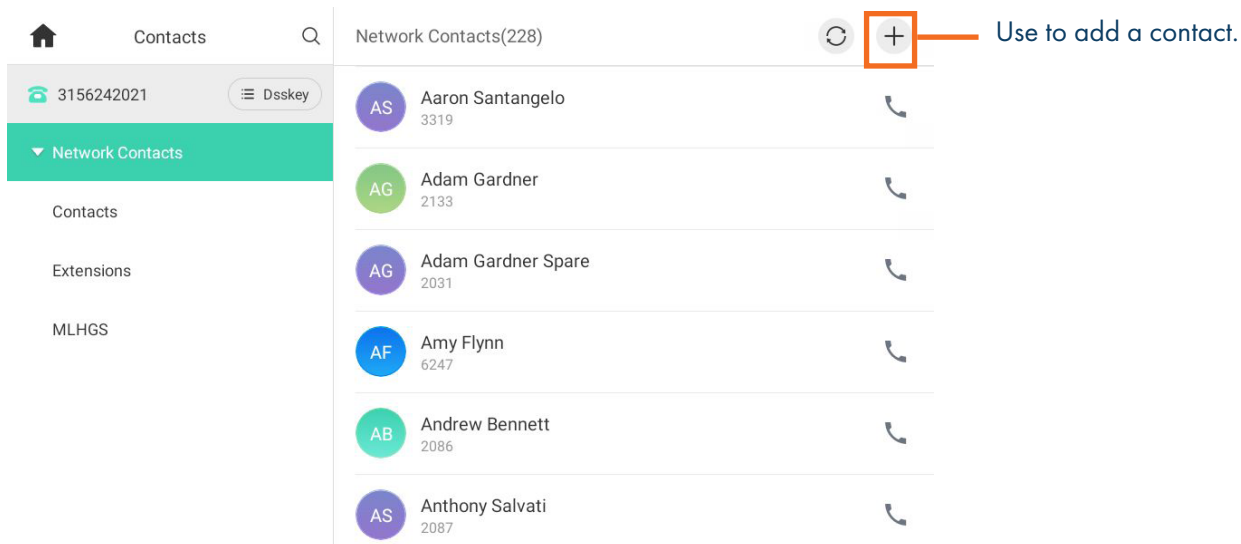 Contacts
3156242021
Dsskey
Network Contacts
Contacts
Extensions
MLHGS
Network Contacts(228)
Use to add a contact.
AS
Aaron Santangelo
3319
AG
Adam Gardner
2133
AG
Adam Gardner Spare
2031
AF
Amy Flynn
6247
AB
Andrew Bennett
2086
AS
Anthony Salvati
2087